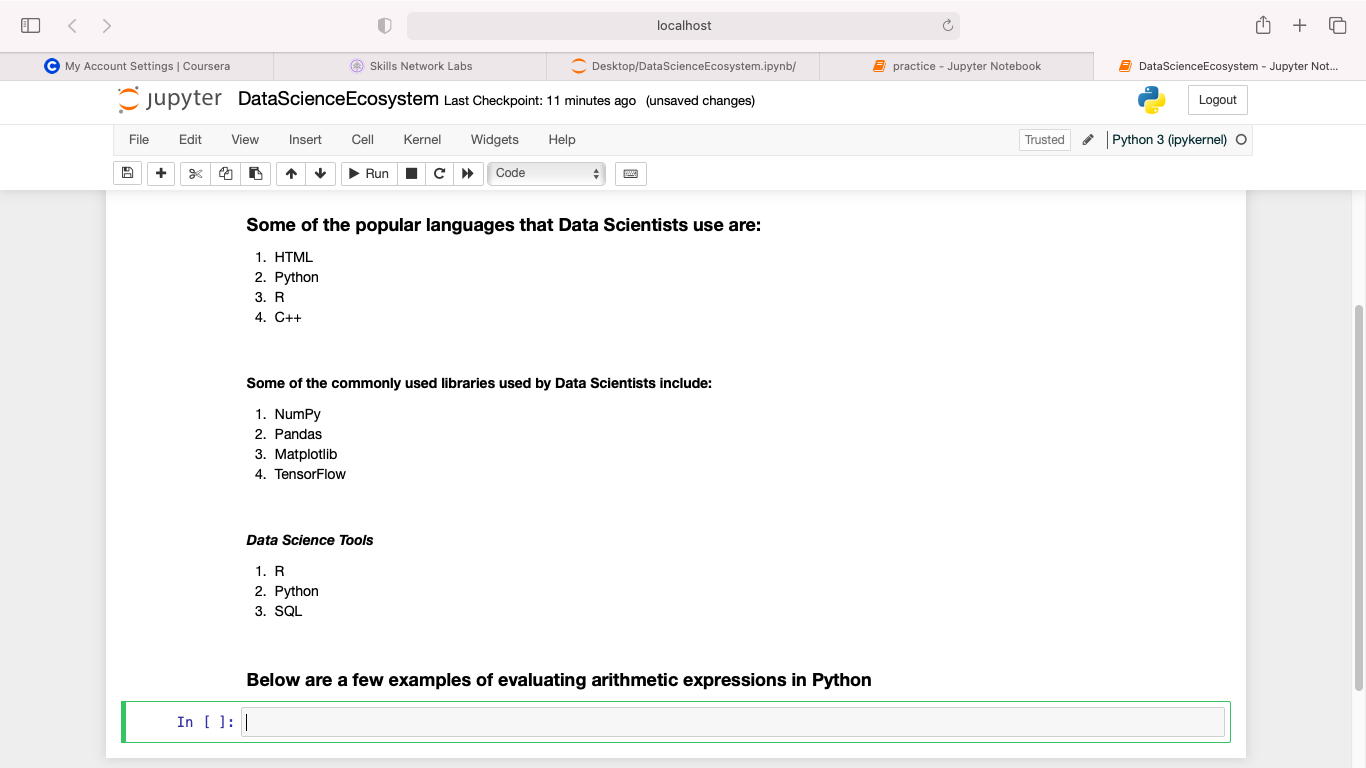 localhost
My Account Settings | Coursera
Skills Network Labs
Desktop/DataScienceEcosystem.ipynb/
practice - Jupyter Notebook
DataScienceEcosystem - Jupyter Not...
jupyter DataScienceEcosystem Last Checkpoint: 11 minutes ago (unsaved changes)
Logout
File Edit View Insert Cell Kernel Widgets Help
Trusted Python 3 (ipykernel)
Run Code
Some of the popular languages that Data Scientists use are:
1. HTML
2. Python
3. R
4. C++
Some of the commonly used libraries used by Data Scientists include:
1. NumPy
2. Pandas
3. Matplotlib
4. TensorFlow
Data Science Tools
1. R
2. Python
3. SQL
Below are a few examples of evaluating arithmetic expressions in Python
In [ ]: